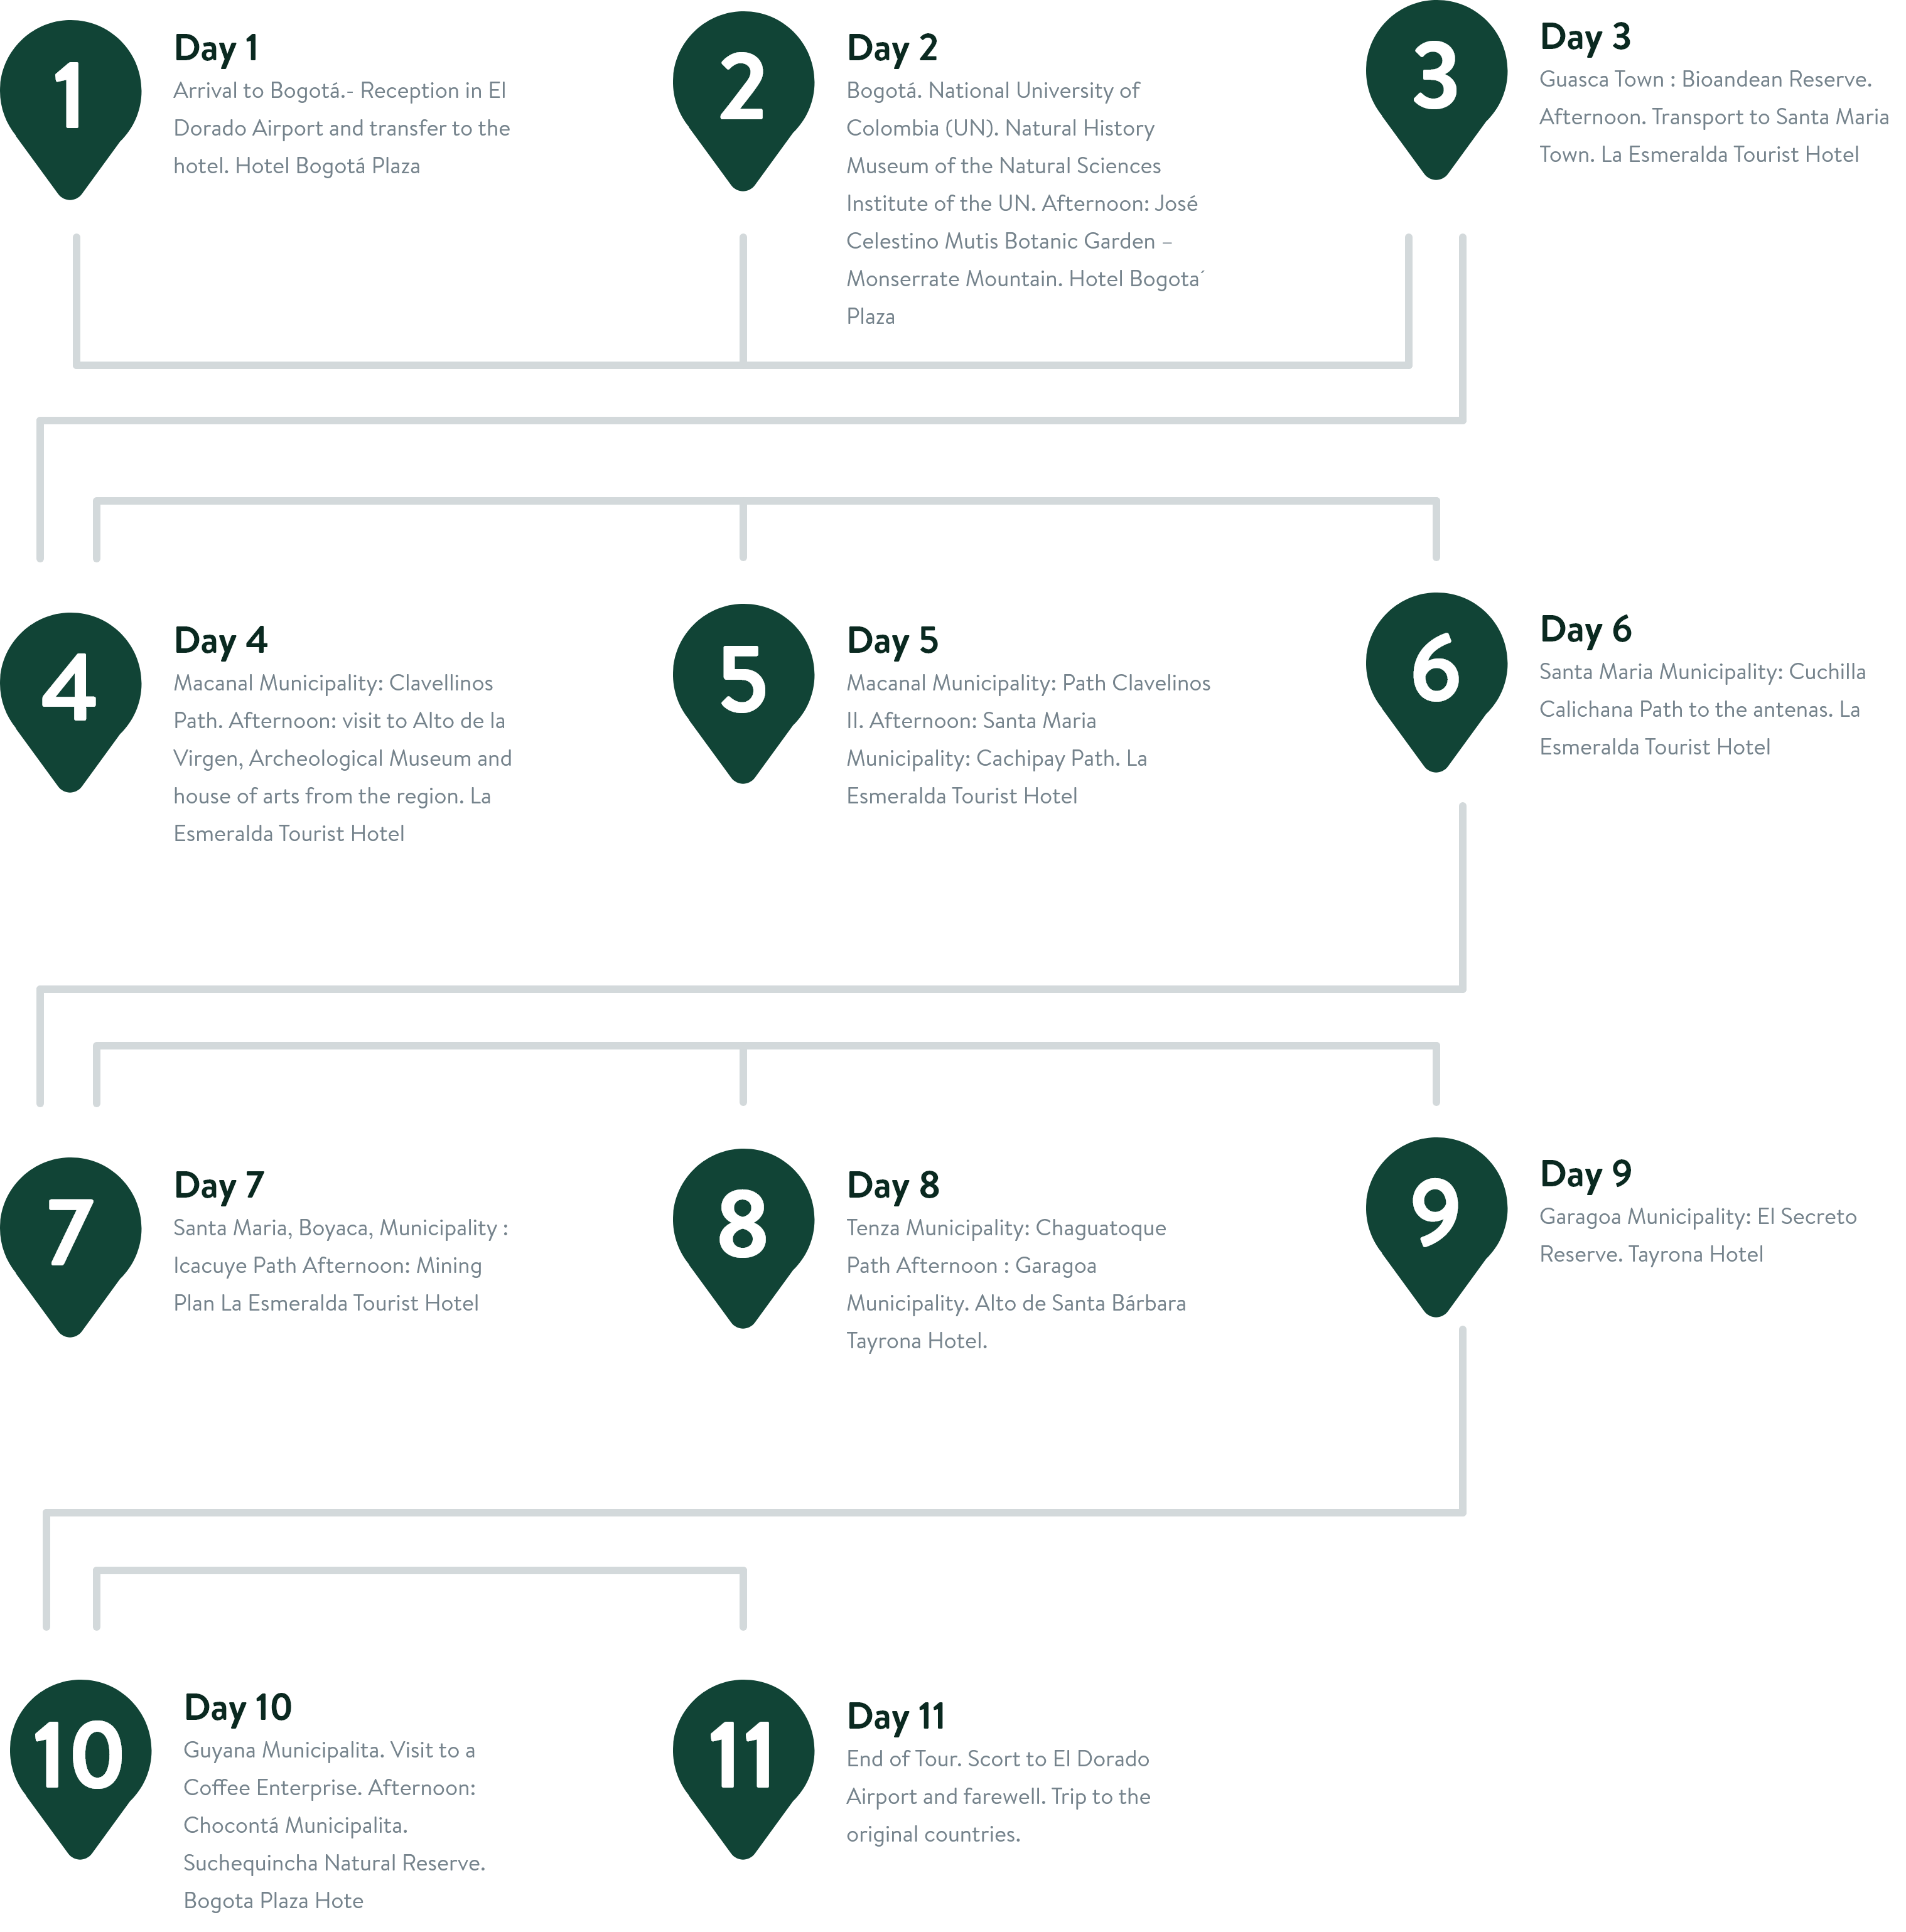 1
Day 1
Arrival to Bogotá.- Reception in El
Dorado Airport and transfer to the
hotel. Hotel Bogotá Plaza
2
Day 2
Bogotá. National University of
Colombia (UN). Natural History
Museum of the Natural Sciences
Institute of the UN. Afternoon: José
Celestino Mutis Botanic Garden –
Monserrate Mountain. Hotel Bogota´
Plaza
3
Day 3
Guasca Town : Bioandean Reserve.
Afternoon. Transport to Santa Maria
Town. La Esmeralda Tourist Hotel
4
Day 4
Macanal Municipality: Clavellinos
Path. Afternoon: visit to Alto de la
Virgen, Archeological Museum and
house of arts from the region. La
Esmeralda Tourist Hotel
5
Day 5
Macanal Municipality: Path Clavelinos
II. Afternoon: Santa Maria
Municipality: Cachipay Path. La
Esmeralda Tourist Hotel
6
Day 6
Santa Maria Municipality: Cuchilla
Calichana Path to the antenas. La
Esmeralda Tourist Hotel
7
Day 7
Santa Maria, Boyaca, Municipality :
Icacuye Path Afternoon: Mining
Plan La Esmeralda Tourist Hotel
8
Day 8
Tenza Municipality: Chaguatoque
Path Afternoon : Garagoa
Municipality. Alto de Santa Bárbara
Tayrona Hotel.
9
Day 9
Garagoa Municipality: El Secreto
Reserve. Tayrona Hotel
10
Day 10
Guyana Municipalita. Visit to a
Coffee Enterprise. Afternoon:
Chocontá Municipalita.
Suchequincha Natural Reserve.
Bogota Plaza Hote
11
Day 11
End of Tour. Scort to El Dorado
Airport and farewell. Trip to the
original countries.